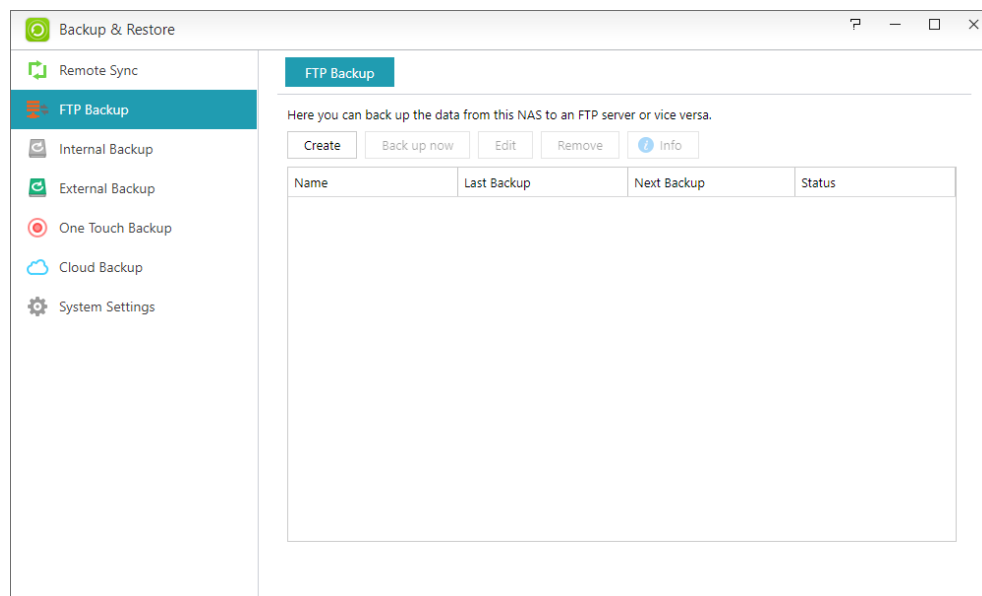 Backup & Restore
Remote Sync
FTP Backup
Internal Backup
External Backup
One Touch Backup
Cloud Backup
System Settings
FTP Backup
Here you can back up the data from this NAS to an FTP server or vice versa.
Create Back up now Edit Remove i Info
Name Last Backup Next Backup Status